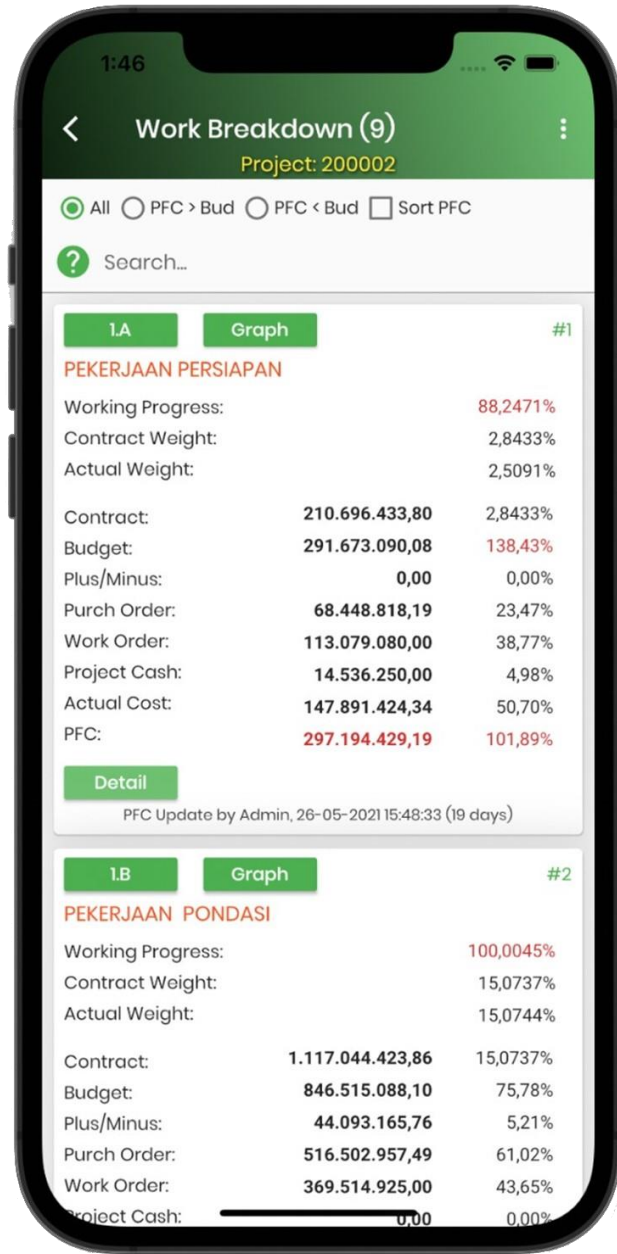 1:46
Work Breakdown (9)
Project: 200002
All PFC > Bud PFC < Bud Sort PFC
? Search...
1.A Graph #1
PEKERJAAN PERSIAPAN
Working Progress: 88,2471%
Contract Weight: 2,8433%
Actual Weight: 2,5091%
Contract: 210.696.433,80 2,8433%
Budget: 291.673.090,08 138,43%
Plus/Minus: 0,00 0,00%
Purch Order: 68.448.818,19 23,47%
Work Order: 113.079.080,00 38,77%
Project Cash: 14.536.250,00 4,98%
Actual Cost: 147.891.424,34 50,70%
PFC: 297.194.429,19 101,89%
Detail
PFC Update by Admin, 26-05-2021 15:48:33 (19 days)
1.B Graph #2
PEKERJAAN PONDASI
Working Progress: 100,0045%
Contract Weight: 15,0737%
Actual Weight: 15,0744%
Contract: 1.117.044.423,86 15,0737%
Budget: 846.515.088,10 75,78%
Plus/Minus: 44.093.165,76 5,21%
Purch Order: 516.502.957,49 61,02%
Work Order: 369.514.925,00 43,65%
Project Cash: 0,00 0,00%